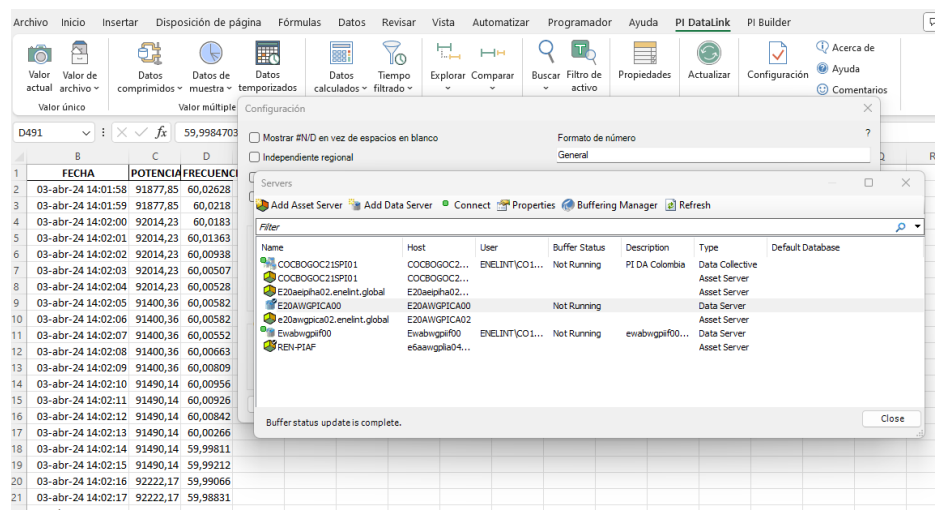 Archivo Inicio Insertar Disposición de página Fórmulas Datos Revisar Vista Automatizar Programador Ayuda PI DataLink PI Builder
Valor actual Valor de archivo Datos comprimidos Datos de muestra Datos temporizados Datos calculados Tiempo filtrado Explorar Comparar Buscar Filtro de activo Propiedades Actualizar Configuración Acerca de
Ayuda
Comentarios
Valor único Valor múltiple
Configuración
D491 fx 59,9984703
Mostrar #N/D en vez de espacios en blanco Formato de número ?
Independiente regional General
B C D Q R
1 FECHA POTENCIA FRECUENCI
2 03-abr-24 14:01:58 91877,85 60,02628
3 03-abr-24 14:01:59 91877,85 60,0218
4 03-abr-24 14:02:00 92014,23 60,0183
5 03-abr-24 14:02:01 92014,23 60,01363
6 03-abr-24 14:02:02 92014,23 60,00938
7 03-abr-24 14:02:03 92014,23 60,00507
8 03-abr-24 14:02:04 92014,23 60,00528
9 03-abr-24 14:02:05 91400,36 60,00582
10 03-abr-24 14:02:06 91400,36 60,00582
11 03-abr-24 14:02:07 91400,36 60,00552
12 03-abr-24 14:02:08 91400,36 60,00663
13 03-abr-24 14:02:09 91400,36 60,00809
14 03-abr-24 14:02:10 91490,14 60,00956
15 03-abr-24 14:02:11 91490,14 60,00926
16 03-abr-24 14:02:12 91490,14 60,00842
17 03-abr-24 14:02:13 91490,14 60,00266
18 03-abr-24 14:02:14 91490,14 59,99811
19 03-abr-24 14:02:15 91490,14 59,99212
20 03-abr-24 14:02:16 92222,17 59,99066
21 03-abr-24 14:02:17 92222,17 59,98831
Servers
Add Asset Server Add Data Server Connect Properties Buffering Manager Refresh
Filter
Name Host User Buffer Status Description Type Default Database
COCBOGOC21SPI01 COCBOGOC2... ENELINT\CO1... Not Running PI DA Colombia Data Collective
COCBOGOC21SPI01 COCBOGOC2... Asset Server
E20aeipiha02.enelint.global E20aeipiha02... Asset Server
E20AWGPICA00 E20AWGPICA00 Not Running Data Server
e20awgpica02.enelint.global E20AWGPICA02 Asset Server
Ewabwgpiif00 Ewabwgpiif00 ENELINT\CO1... Not Running ewabwgpiif00... Data Server
REN-PIAF e6aawgplia04... Asset Server
Buffer status update is complete.
Close